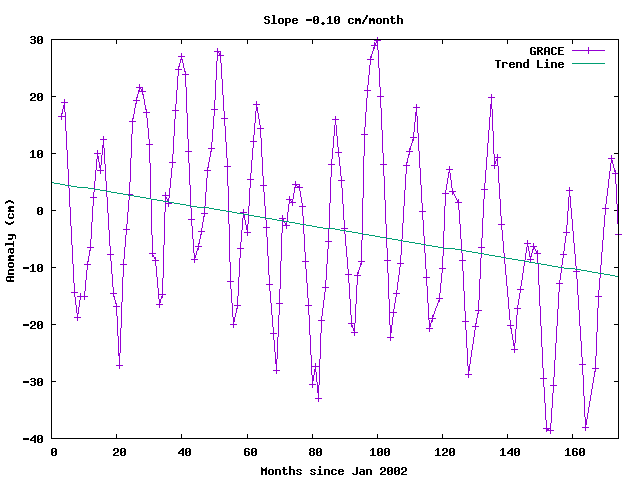 Slope -0.10 cm/month
GRACE
Trend Line
30
20
10
0
-10
-20
-30
-40
Anomaly (cm)
0 20 40 60 80 100 120 140 160
Months since Jan 2002